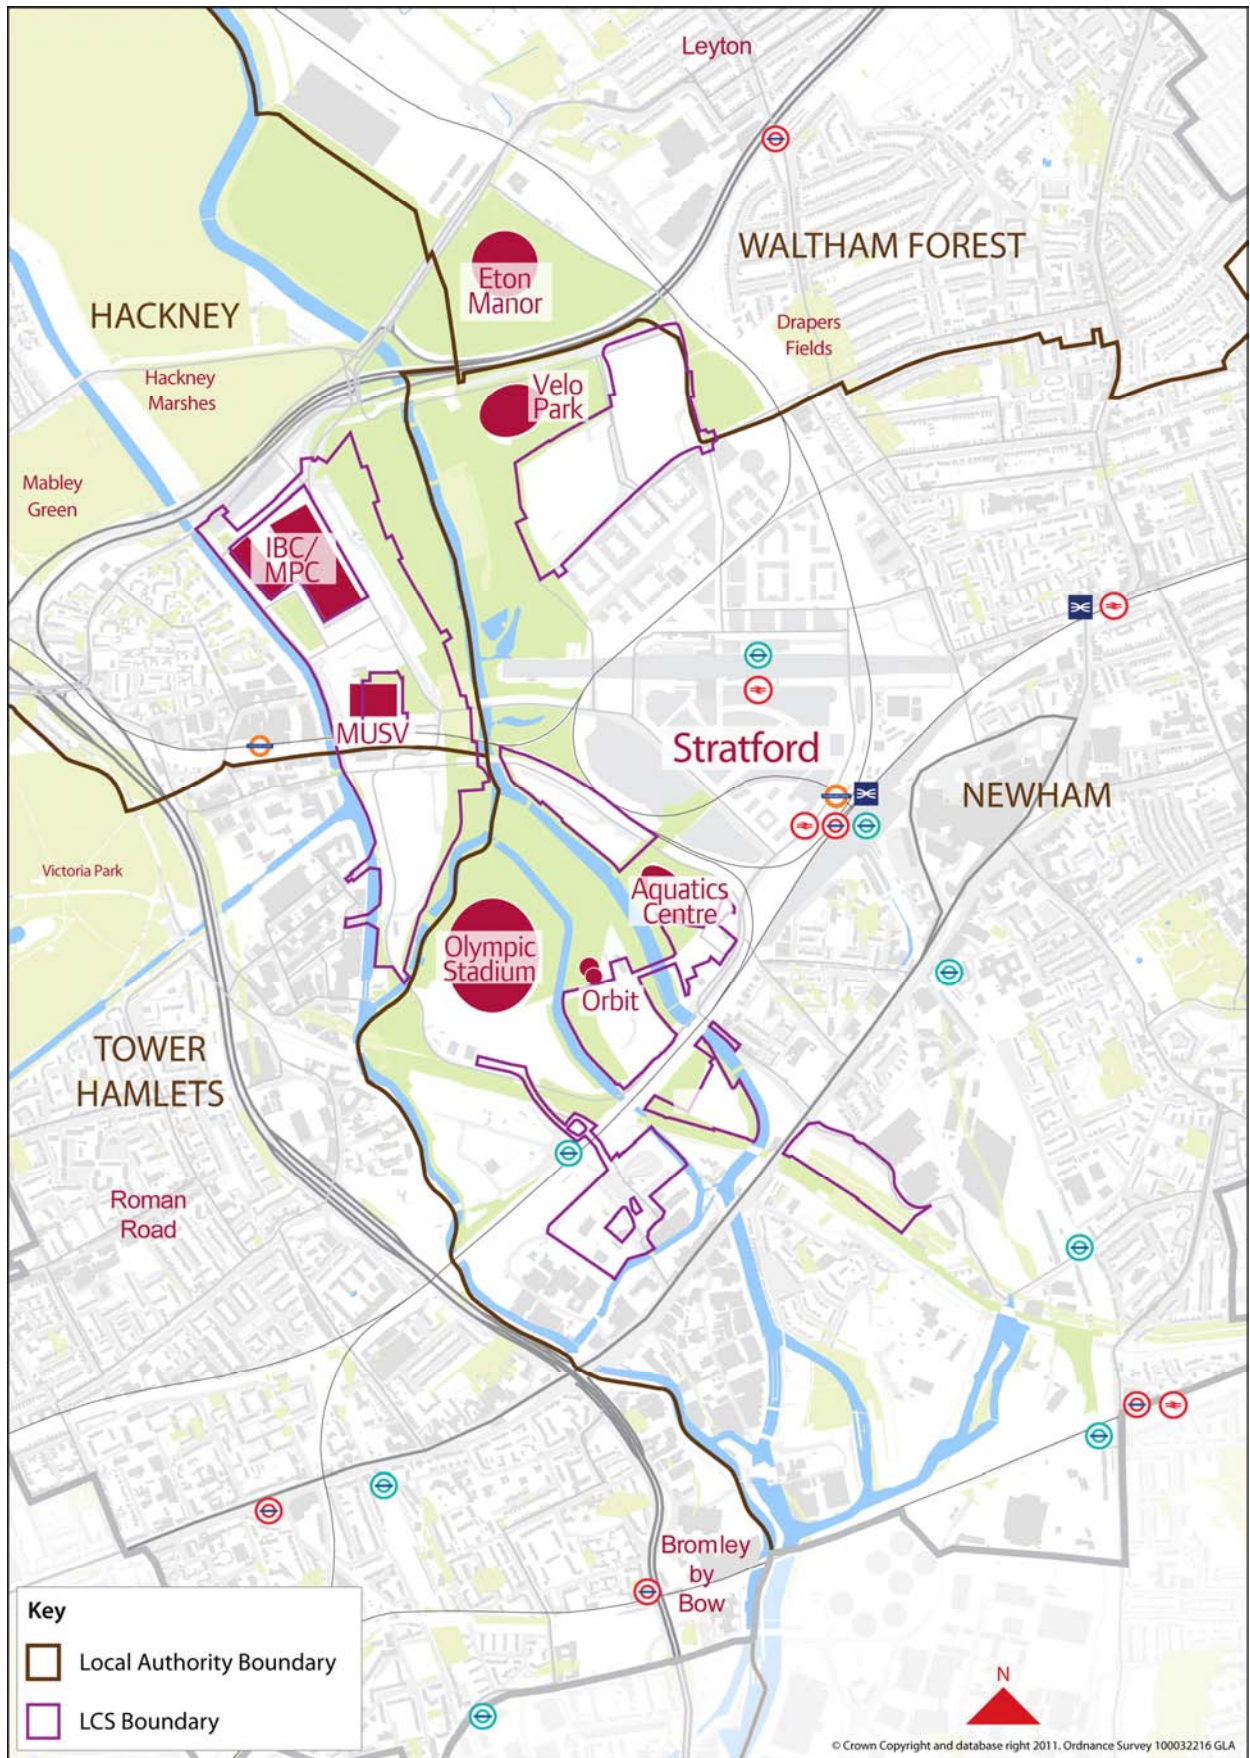 Leyton
WALTHAM FOREST
Eton
Manor
HACKNEY
Drapers
Fields
Hackney
Marshes
Velo
Park
Mabley
Green
IBC/
MPC
MUSV
Stratford
NEWHAM
Victoria Park
Aquatics
Centre
Olympic
Stadium
Orbit
TOWER
HAMLETS
Roman
Road
Bromley
by
Bow
Key
Local Authority Boundary
LCS Boundary
N
© Crown Copyright and database right 2011. Ordnance Survey 100032216 GLA